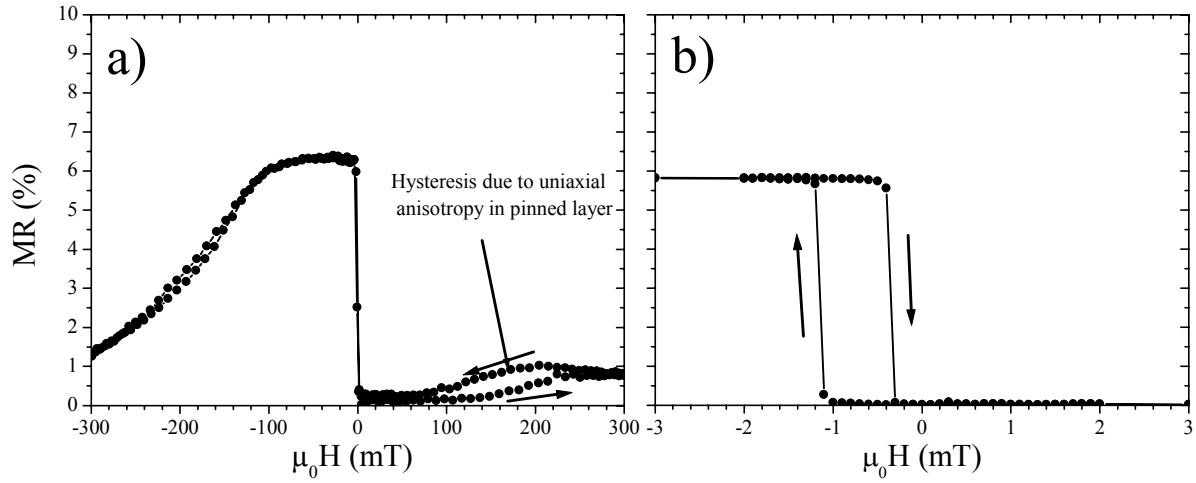 a)
10
9
8
7
6
5
4
3
2
1
0
MR (%)
Hysteresis due to uniaxial
anisotropy in pinned layer
-300 -200 -100 0 100 200 300
μ₀H (mT)
b)
-3 -2 -1 0 1 2 3
μ₀H (mT)